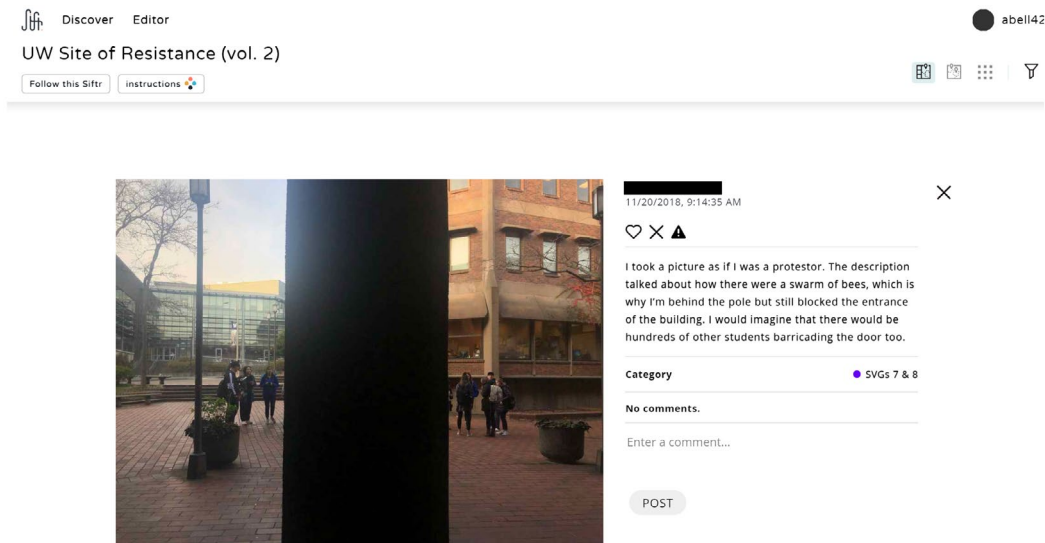 Siftr
Discover
Editor
abell42
UW Site of Resistance (vol. 2)
Follow this Siftr
instructions
11/20/2018, 9:14:35 AM
I took a picture as if I was a protestor. The description
talked about how there were a swarm of bees, which is
why I'm behind the pole but still blocked the entrance
of the building. I would imagine that there would be
hundreds of other students barricading the door too.
Category
SVGs 7 & 8
No comments.
Enter a comment...
POST